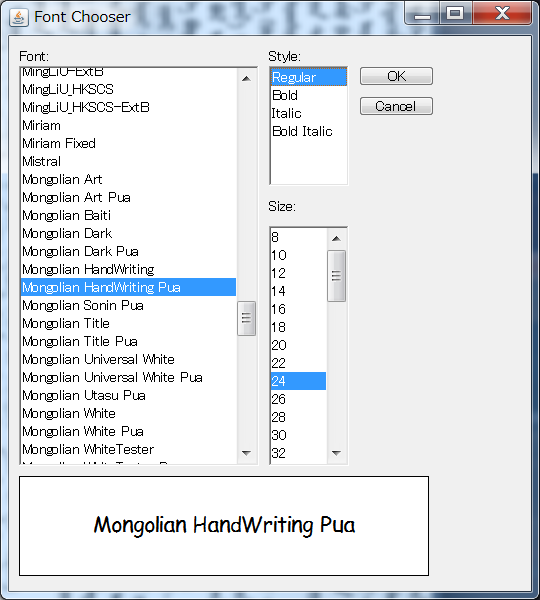 Font Chooser
Font:
MingLiU-ExtB
MingLiU_HKSCS
MingLiU_HKSCS-ExtB
Miriam
Miriam Fixed
Mistral
Mongolian Art
Mongolian Art Pua
Mongolian Baiti
Mongolian Dark
Mongolian Dark Pua
Mongolian HandWriting
Mongolian HandWriting Pua
Mongolian Sonin Pua
Mongolian Title
Mongolian Title Pua
Mongolian Universal White
Mongolian Universal White Pua
Mongolian Utasu Pua
Mongolian White
Mongolian White Pua
Mongolian WhiteTester
Style:
Regular
Bold
Italic
Bold Italic
OK
Cancel
Size:
8
10
12
14
16
18
20
22
24
26
28
30
32
Mongolian HandWriting Pua